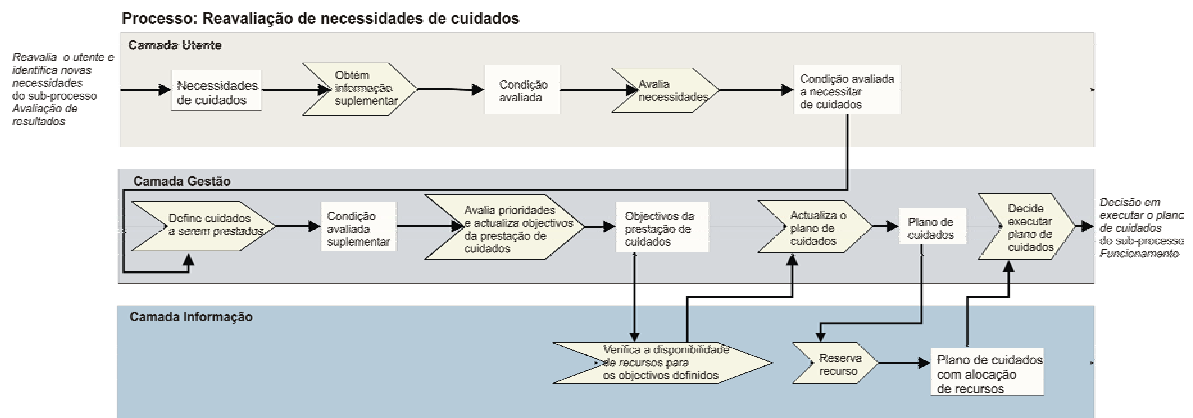 Processo: Reavaliação de necessidades de cuidados
Camada Utente
Reavalia o utente e
identifica novas
necessidades
do sub-processo
Avaliação de
resultados
Necessidades
de cuidados
Obtém
informação
suplementar
Condição
avaliada
Avalia
necessidades
Condição avaliada
a necessitar
de cuidados
Camada Gestão
Define cuidados
a serem prestados
Condição
avaliada
suplementar
Avalia prioridades
e actualiza objectivos
da prestação de
cuidados
Objectivos da
prestação de
cuidados
Actualiza o
plano de
cuidados
Plano de
cuidados
Decide
executar
plano de
cuidados
Decisão em
executar o plano
de cuidados
do sub-processo
Funcionamento
Camada Informação
Verifica a disponibilidade
de recursos para
os objectivos definidos
Reserva
recurso
Plano de cuidados
com alocação
de recursos